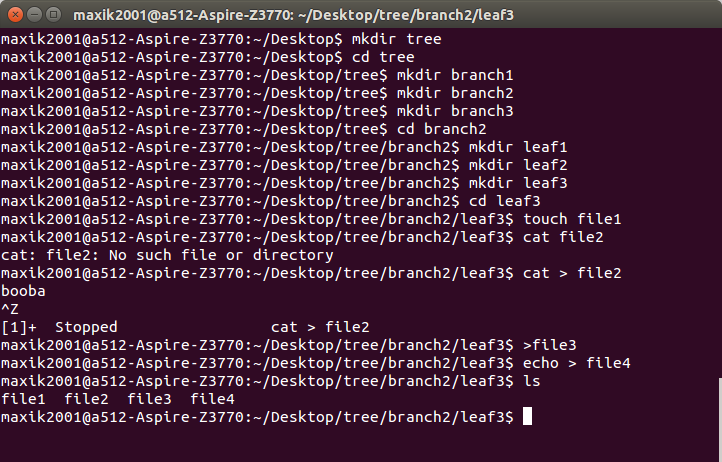 maxik2001@a512-Aspire-Z3770: ~/Desktop/tree/branch2/leaf3
maxik2001@a512-Aspire-Z3770:~/Desktop$ mkdir tree
maxik2001@a512-Aspire-Z3770:~/Desktop$ cd tree
maxik2001@a512-Aspire-Z3770:~/Desktop/tree$ mkdir branch1
maxik2001@a512-Aspire-Z3770:~/Desktop/tree$ mkdir branch2
maxik2001@a512-Aspire-Z3770:~/Desktop/tree$ mkdir branch3
maxik2001@a512-Aspire-Z3770:~/Desktop/tree$ cd branch2
maxik2001@a512-Aspire-Z3770:~/Desktop/tree/branch2$ mkdir leaf1
maxik2001@a512-Aspire-Z3770:~/Desktop/tree/branch2$ mkdir leaf2
maxik2001@a512-Aspire-Z3770:~/Desktop/tree/branch2$ mkdir leaf3
maxik2001@a512-Aspire-Z3770:~/Desktop/tree/branch2$ cd leaf3
maxik2001@a512-Aspire-Z3770:~/Desktop/tree/branch2/leaf3$ touch file1
maxik2001@a512-Aspire-Z3770:~/Desktop/tree/branch2/leaf3$ cat file2
cat: file2: No such file or directory
maxik2001@a512-Aspire-Z3770:~/Desktop/tree/branch2/leaf3$ cat > file2
booba
^Z
[1]+  Stopped                 cat > file2
maxik2001@a512-Aspire-Z3770:~/Desktop/tree/branch2/leaf3$ >file3
maxik2001@a512-Aspire-Z3770:~/Desktop/tree/branch2/leaf3$ echo > file4
maxik2001@a512-Aspire-Z3770:~/Desktop/tree/branch2/leaf3$ ls
file1  file2  file3  file4
maxik2001@a512-Aspire-Z3770:~/Desktop/tree/branch2/leaf3$